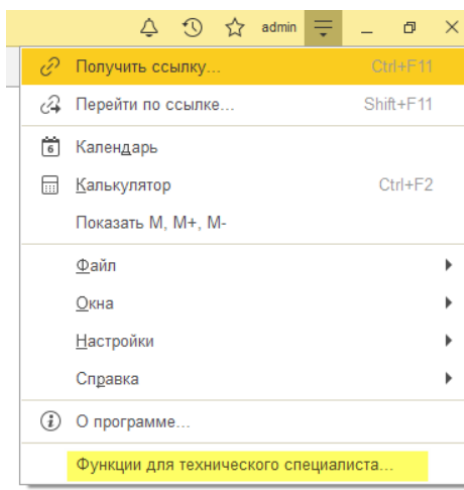 admin
Получить ссылку... Ctrl+F11
Перейти по ссылке... Shift+F11
6 Календарь
Калькулятор Ctrl+F2
Показать M, M+, M-
Файл
Окна
Настройки
Справка
i О программе...
Функции для технического специалиста...